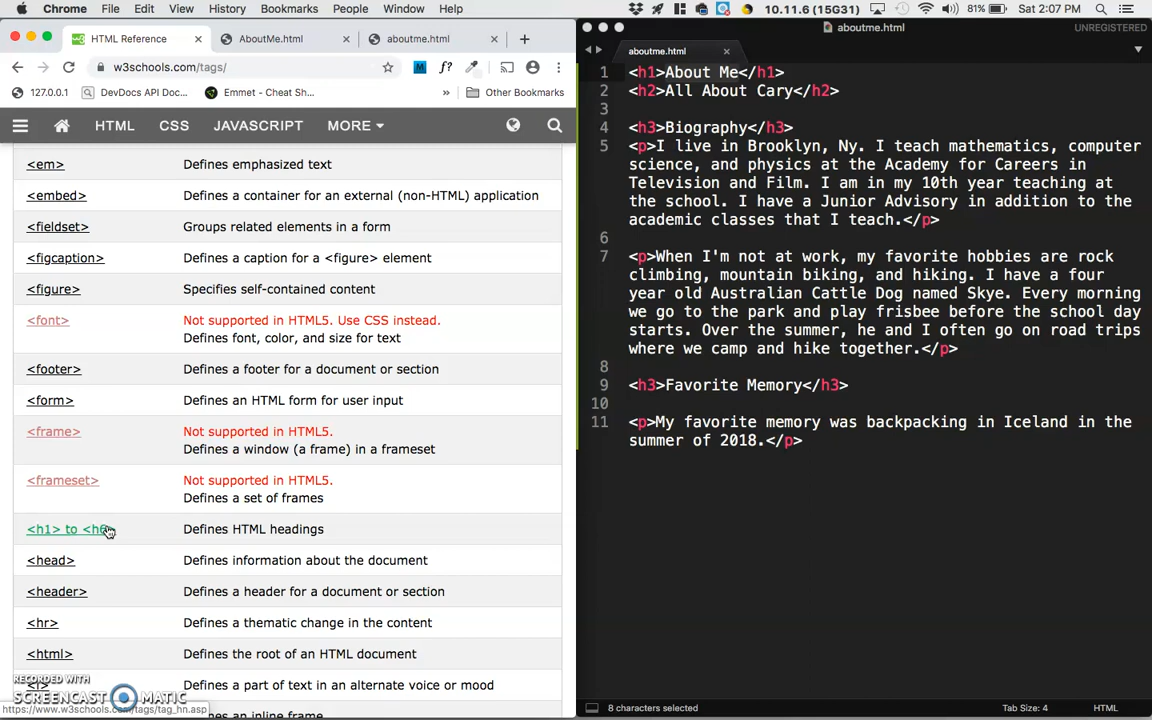 Chrome File Edit View History Bookmarks People Window Help 10.11.6 (15G31) 81% Sat 2:07 PM
HTML Reference AboutMe.html aboutme.html
w3schools.com/tags/
127.0.0.1 DevDocs API Doc... Emmet - Cheat Sh... » Other Bookmarks
HTML CSS JAVASCRIPT MORE
<em> Defines emphasized text
<embed> Defines a container for an external (non-HTML) application
<fieldset> Groups related elements in a form
<figcaption> Defines a caption for a <figure> element
<figure> Specifies self-contained content
<font> Not supported in HTML5. Use CSS instead.
Defines font, color, and size for text
<footer> Defines a footer for a document or section
<form> Defines an HTML form for user input
<frame> Not supported in HTML5.
Defines a window (a frame) in a frameset
<frameset> Not supported in HTML5.
Defines a set of frames
<h1> to <h6> Defines HTML headings
<head> Defines information about the document
<header> Defines a header for a document or section
<hr> Defines a thematic change in the content
<html> Defines the root of an HTML document
<i> Defines a part of text in an alternate voice or mood
an inline frame
RECORDED WITH
SCREENCAST MATIC
https://www.w3schools.com/tags/tag_hn.asp
aboutme.html UNREGISTERED
aboutme.html
1 <h1>About Me</h1>
2 <h2>All About Cary</h2>
3
4 <h3>Biography</h3>
5 <p>I live in Brooklyn, Ny. I teach mathematics, computer
science, and physics at the Academy for Careers in
Television and Film. I am in my 10th year teaching at
the school. I have a Junior Advisory in addition to the
academic classes that I teach.</p>
6
7 <p>When I'm not at work, my favorite hobbies are rock
climbing, mountain biking, and hiking. I have a four
year old Australian Cattle Dog named Skye. Every morning
we go to the park and play frisbee before the school day
starts. Over the summer, he and I often go on road trips
where we camp and hike together.</p>
8
9 <h3>Favorite Memory</h3>
10
11 <p>My favorite memory was backpacking in Iceland in the
summer of 2018.</p>
8 characters selected Tab Size: 4 HTML